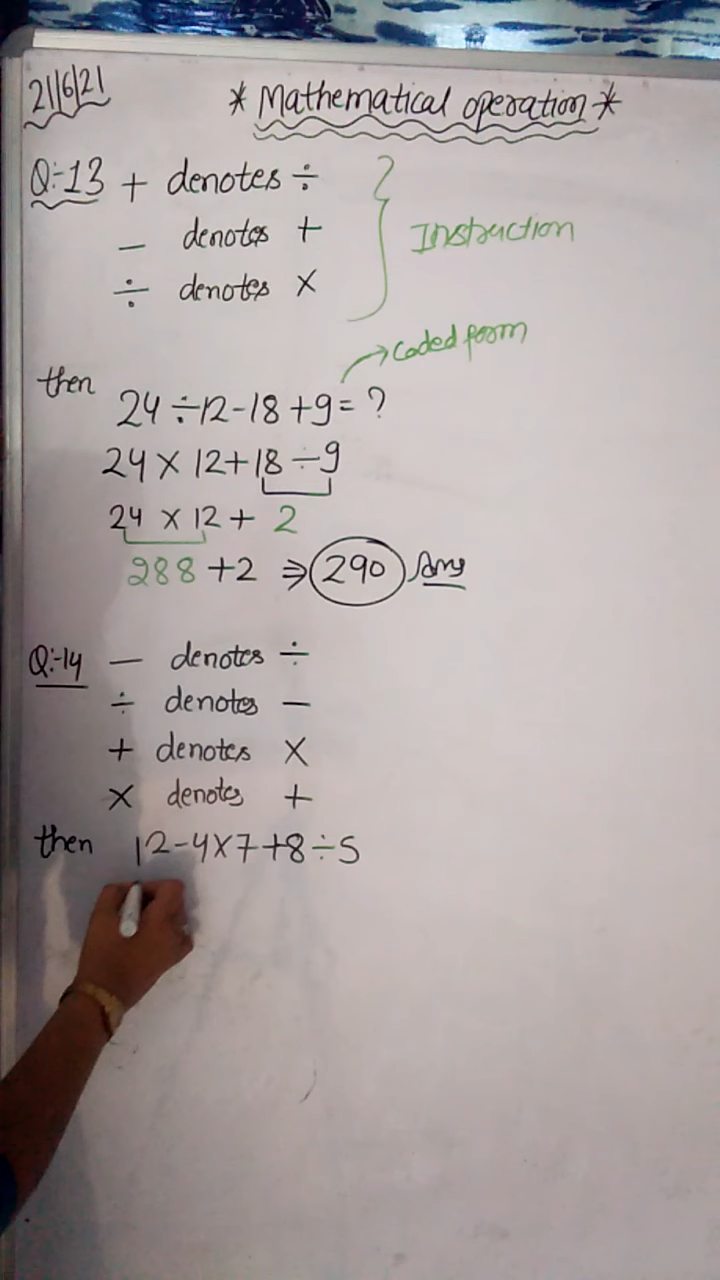 21/6/21
* Mathematical operation *
Q:-13 + denotes ÷
- denotes +
÷ denotes ×
Instruction
Coded form
then
24 ÷ 12 - 18 + 9 = ?
24 × 12 + 18 ÷ 9
24 × 12 + 2
288 + 2 ⇒ 290 Ans
Q:-14 - denotes ÷
÷ denotes -
+ denotes ×
× denotes +
then 12 - 4 × 7 + 8 ÷ 5